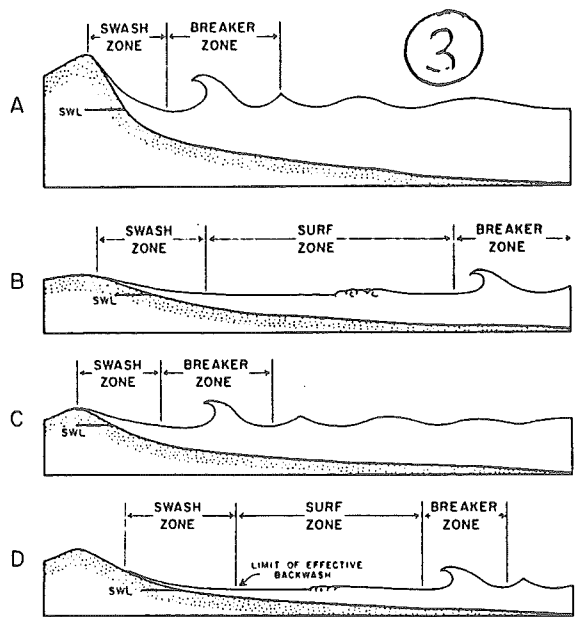 SWASH BREAKER
ZONE ZONE
3
A
SWL
SWASH SURF BREAKER
ZONE ZONE ZONE
B
SWL
SWASH BREAKER
ZONE ZONE
C
SWL
SWASH SURF BREAKER
ZONE ZONE ZONE
D
LIMIT OF EFFECTIVE
BACKWASH
SWL